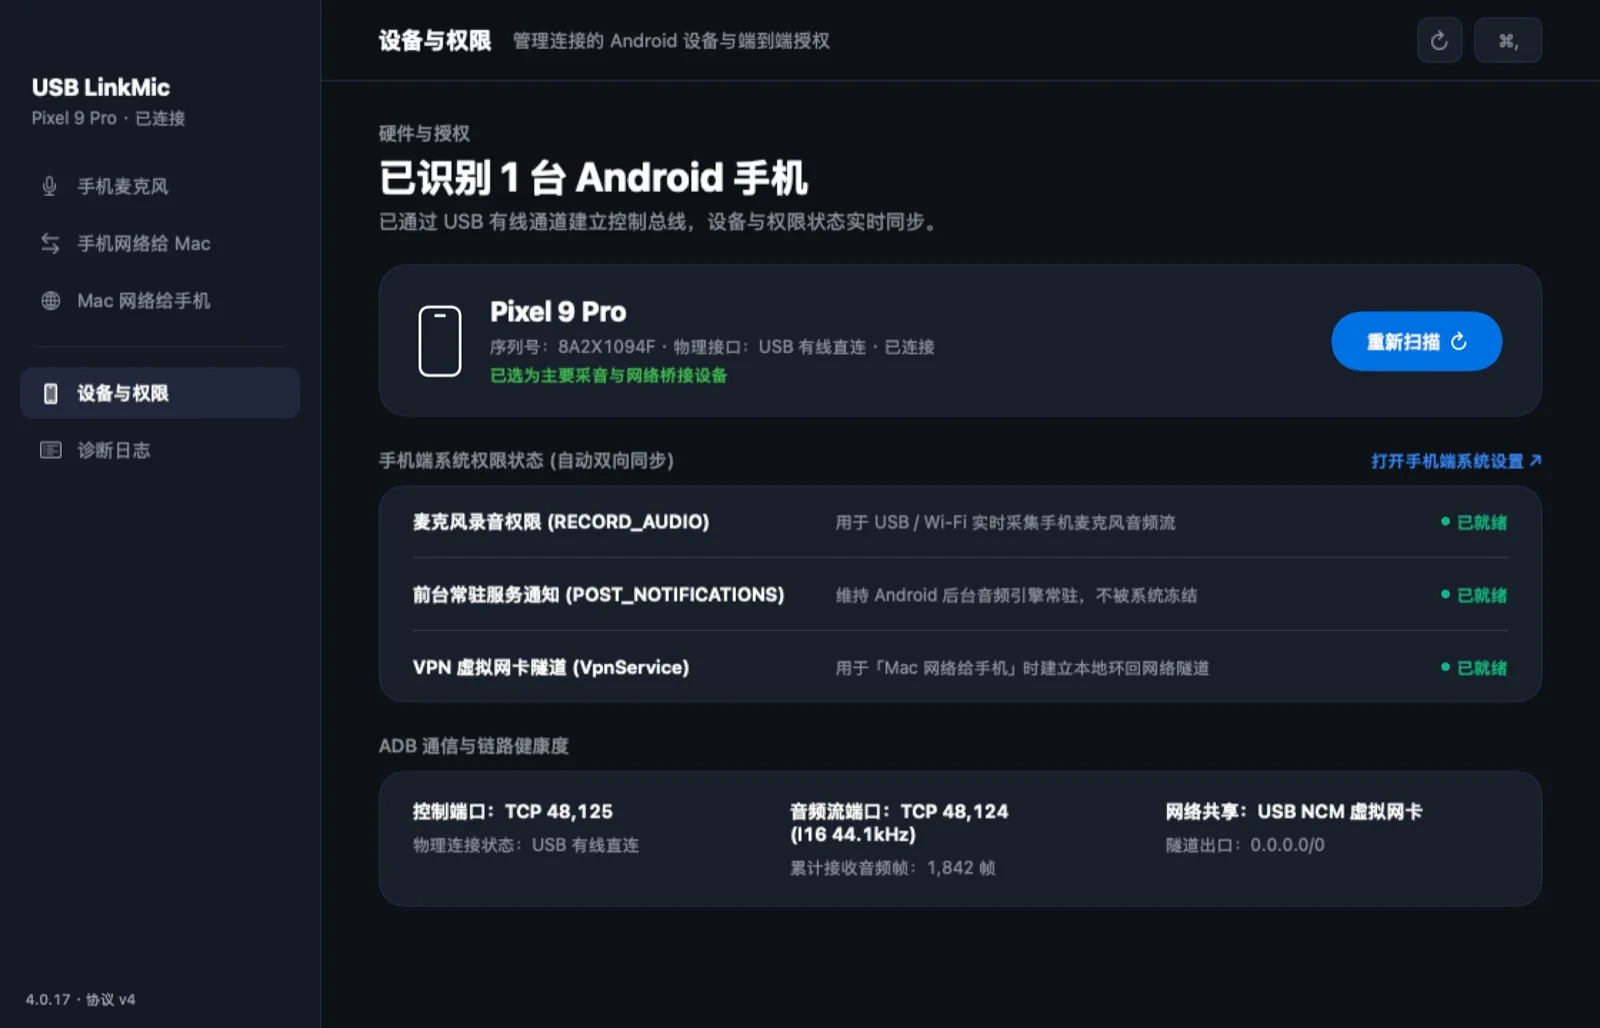 设备与权限 管理连接的 Android 设备与端到端授权
⌘,
USB LinkMic
Pixel 9 Pro · 已连接
手机麦克风
手机网络给 Mac
Mac 网络给手机
设备与权限
诊断日志
4.0.17 · 协议 v4
硬件与授权
已识别 1 台 Android 手机
已通过 USB 有线通道建立控制总线，设备与权限状态实时同步。
Pixel 9 Pro
序列号：8A2X1094F · 物理接口：USB 有线直连 · 已连接
已选为主要采音与网络桥接设备
重新扫描
手机端系统权限状态 (自动双向同步)
打开手机端系统设置
麦克风录音权限 (RECORD_AUDIO) 用于 USB / Wi-Fi 实时采集手机麦克风音频流 已就绪
前台常驻服务通知 (POST_NOTIFICATIONS) 维持 Android 后台音频引擎常驻，不被系统冻结 已就绪
VPN 虚拟网卡隧道 (VpnService) 用于「Mac 网络给手机」时建立本地环回网络隧道 已就绪
ADB 通信与链路健康度
控制端口：TCP 48,125
物理连接状态：USB 有线直连
音频流端口：TCP 48,124
(I16 44.1kHz)
累计接收音频帧：1,842 帧
网络共享：USB NCM 虚拟网卡
隧道出口：0.0.0.0/0